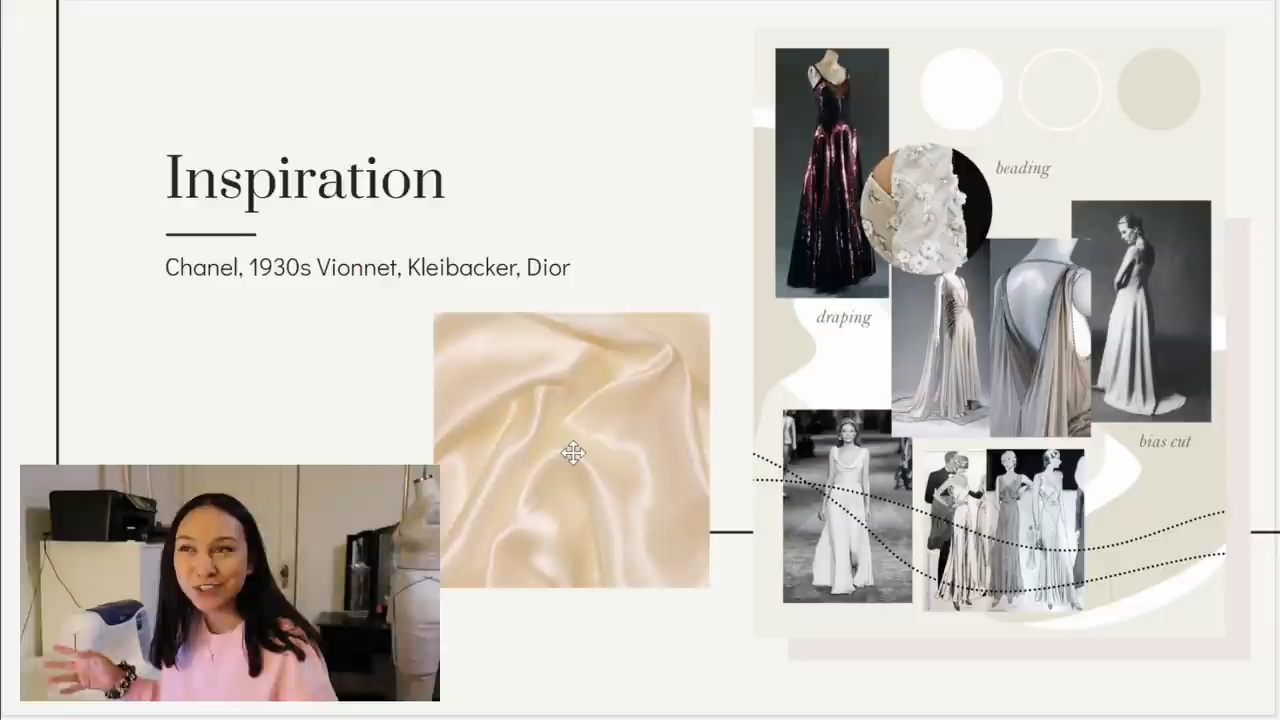 Inspiration
Chanel, 1930s Vionnet, Kleibacker, Dior
beading
draping
bias cut